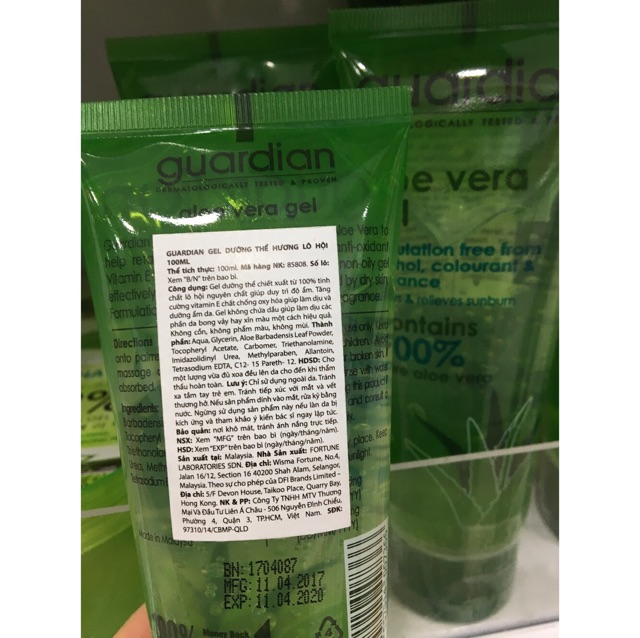 guardian
DERMATOLOGICALLY TESTED & PROVEN
aloe vera gel
GUARDIAN GEL DƯỠNG THỂ HƯƠNG LÔ HỘI
100ML
Thể tích thực: 100ml. Mã hàng NK: 85808. Số lô:
Xem "B/N" trên bao bì.
Công dụng: Gel dưỡng thể chiết xuất từ 100% tinh
chất lô hội nguyên chất giúp duy trì độ ẩm. Tăng
cường vitamin E chất chống oxy hóa giúp làm dịu và
dưỡng ẩm da. Gel không chứa dầu giúp làm dịu các
phần da bong vảy hay xỉn màu một cách hiệu quả.
Không cồn, không phẩm màu, không mùi. Thành
phần: Aqua, Glycerin, Aloe Barbadensis Leaf Powder,
Tocopheryl Acetate, Carbomer, Triethanolamine,
Imidazolidinyl Urea, Methylparaben, Allantoin,
Tetrasodium EDTA, C12- 15 Pareth- 12. HDSD: Cho
một lượng vừa đủ xoa đều lên da cho đến khi thẩm
thấu hoàn toàn. Lưu ý: Chỉ sử dụng ngoài da. Tránh
xa tầm tay trẻ em. Tránh tiếp xúc với mắt và vết
thương hở. Nếu sản phẩm dính vào mắt, rửa kỹ bằng
nước. Ngừng sử dụng sản phẩm này nếu làn da bị
kích ứng và tham khảo ý kiến bác sĩ ngay lập tức.
Bảo quản: nơi khô mát, tránh ánh nắng trực tiếp.
NSX: Xem "MFG" trên bao bì (ngày/tháng/năm).
HSD: Xem "EXP" trên bao bì (ngày/tháng/năm).
Sản xuất tại: Malaysia. Nhà Sản xuất: FORTUNE
LABORATORIES SDN. Địa chỉ: Wisma Fortune, No.4,
Jalan 16/12, Section 16 40200 Shah Alam, Selangor,
Malaysia. Theo sự cho phép của DFI Brands Limited –
Địa chỉ: 5/F Devon House, Taikoo Place, Quarry Bay,
Hong Kong. NK & PP: Công Ty TNHH MTV Thương
Mại Và Đầu Tư Liên Á Châu - 506 Nguyễn Đình Chiểu,
Phường 4, Quận 3, TP.HCM, Việt Nam. SĐK:
97310/14/CBMP-QLD
Made in Malaysia
BN: 1704087
MFG: 11.04.2017
EXP: 11.04.2020
Money Back
guardian
vera
free from
colourant &
& relieves sunburn
aloe vera